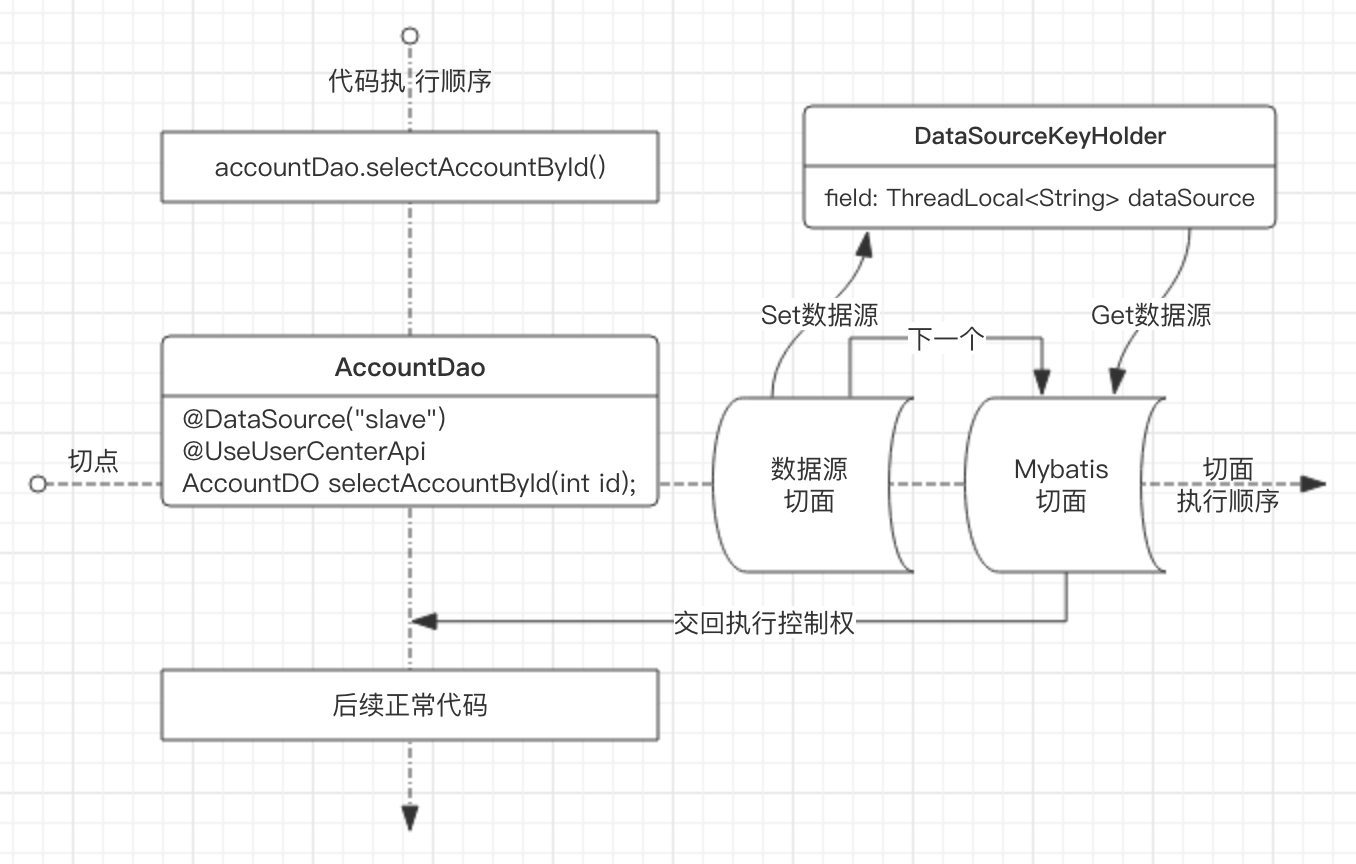 代码执行顺序
accountDao.selectAccountById()
DataSourceKeyHolder
field: ThreadLocal<String> dataSource
Set数据源
Get数据源
下一个
AccountDao
@DataSource("slave")
@UseUserCenterApi
AccountDO selectAccountById(int id);
切点
数据源
切面
Mybatis
切面
切面
执行顺序
交回执行控制权
后续正常代码